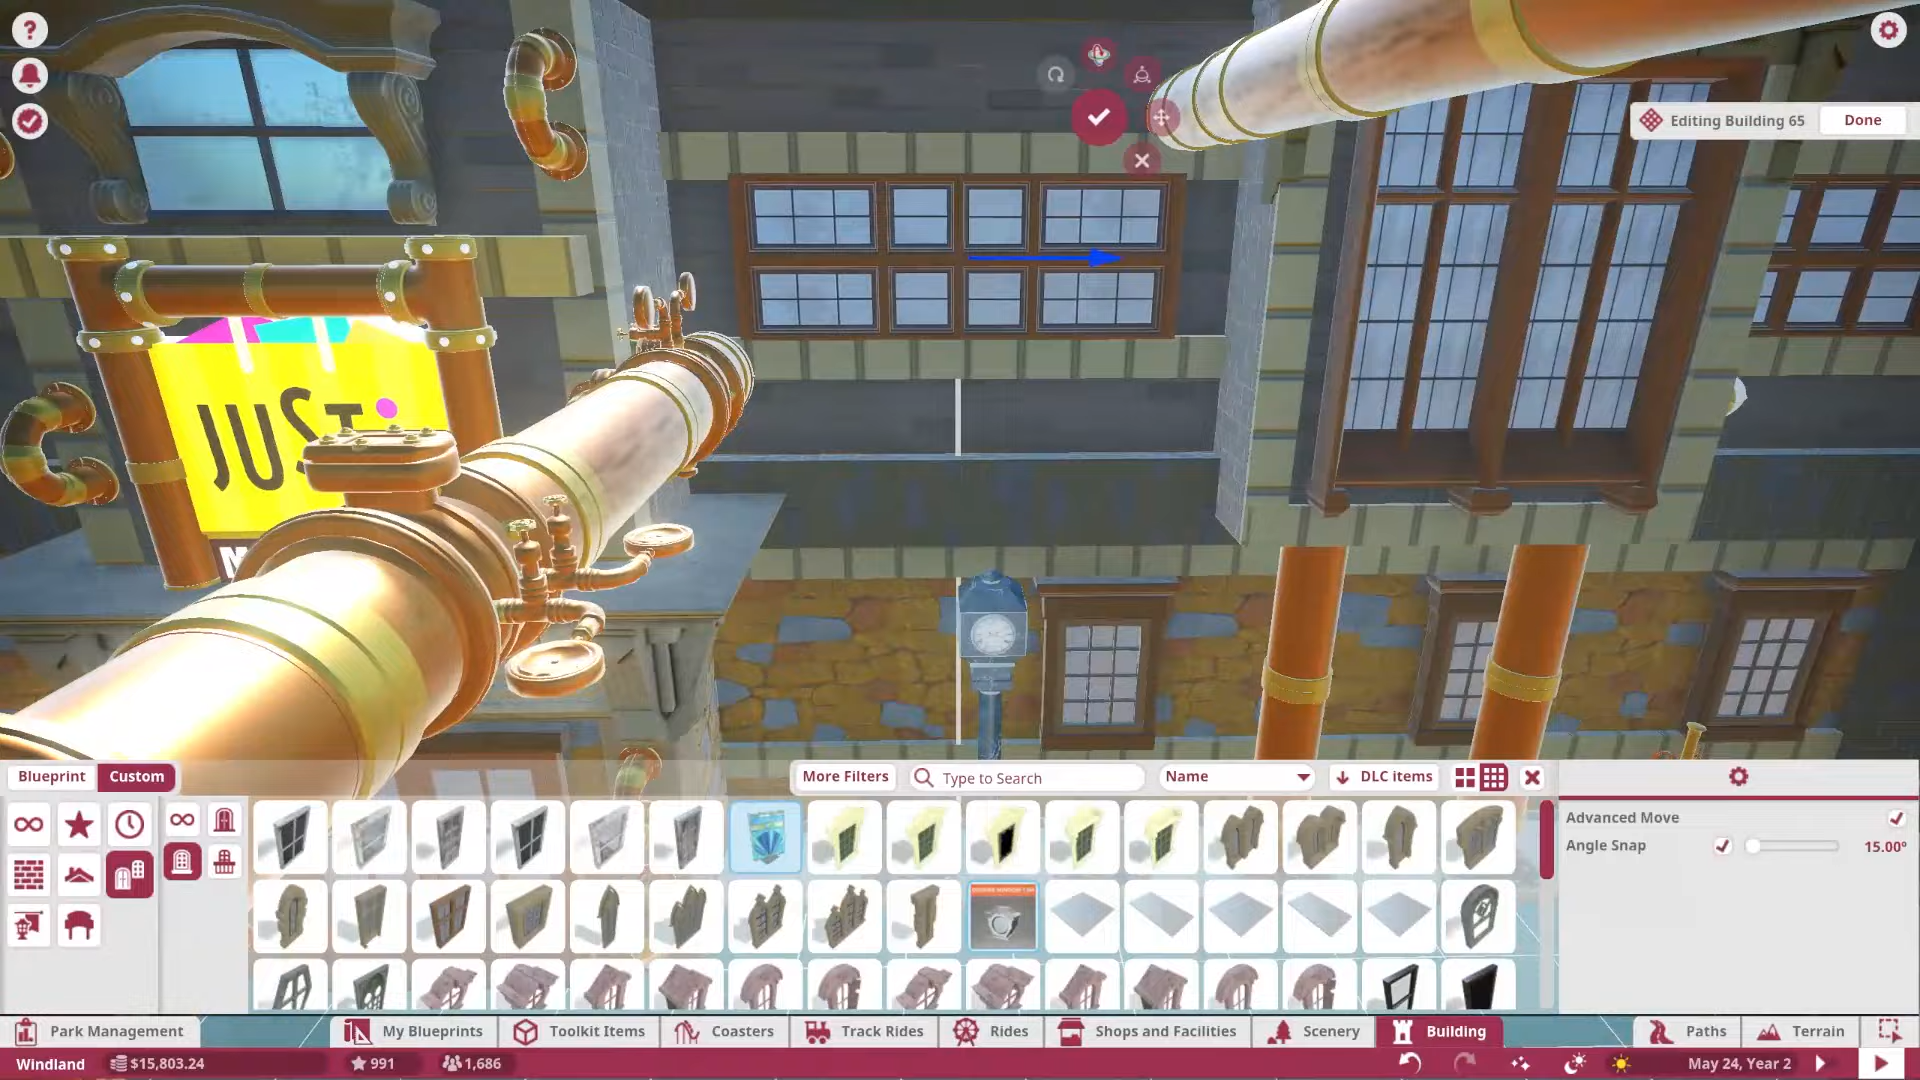 ?
Editing Building 65
Done
JUST
Blueprint
Custom
More Filters
Type to Search
Name
DLC items
Advanced Move
Angle Snap
15.00°
Park Management
My Blueprints
Toolkit Items
Coasters
Track Rides
Rides
Shops and Facilities
Scenery
Building
Paths
Terrain
Windland
$15,803.24
991
1,686
May 24, Year 2